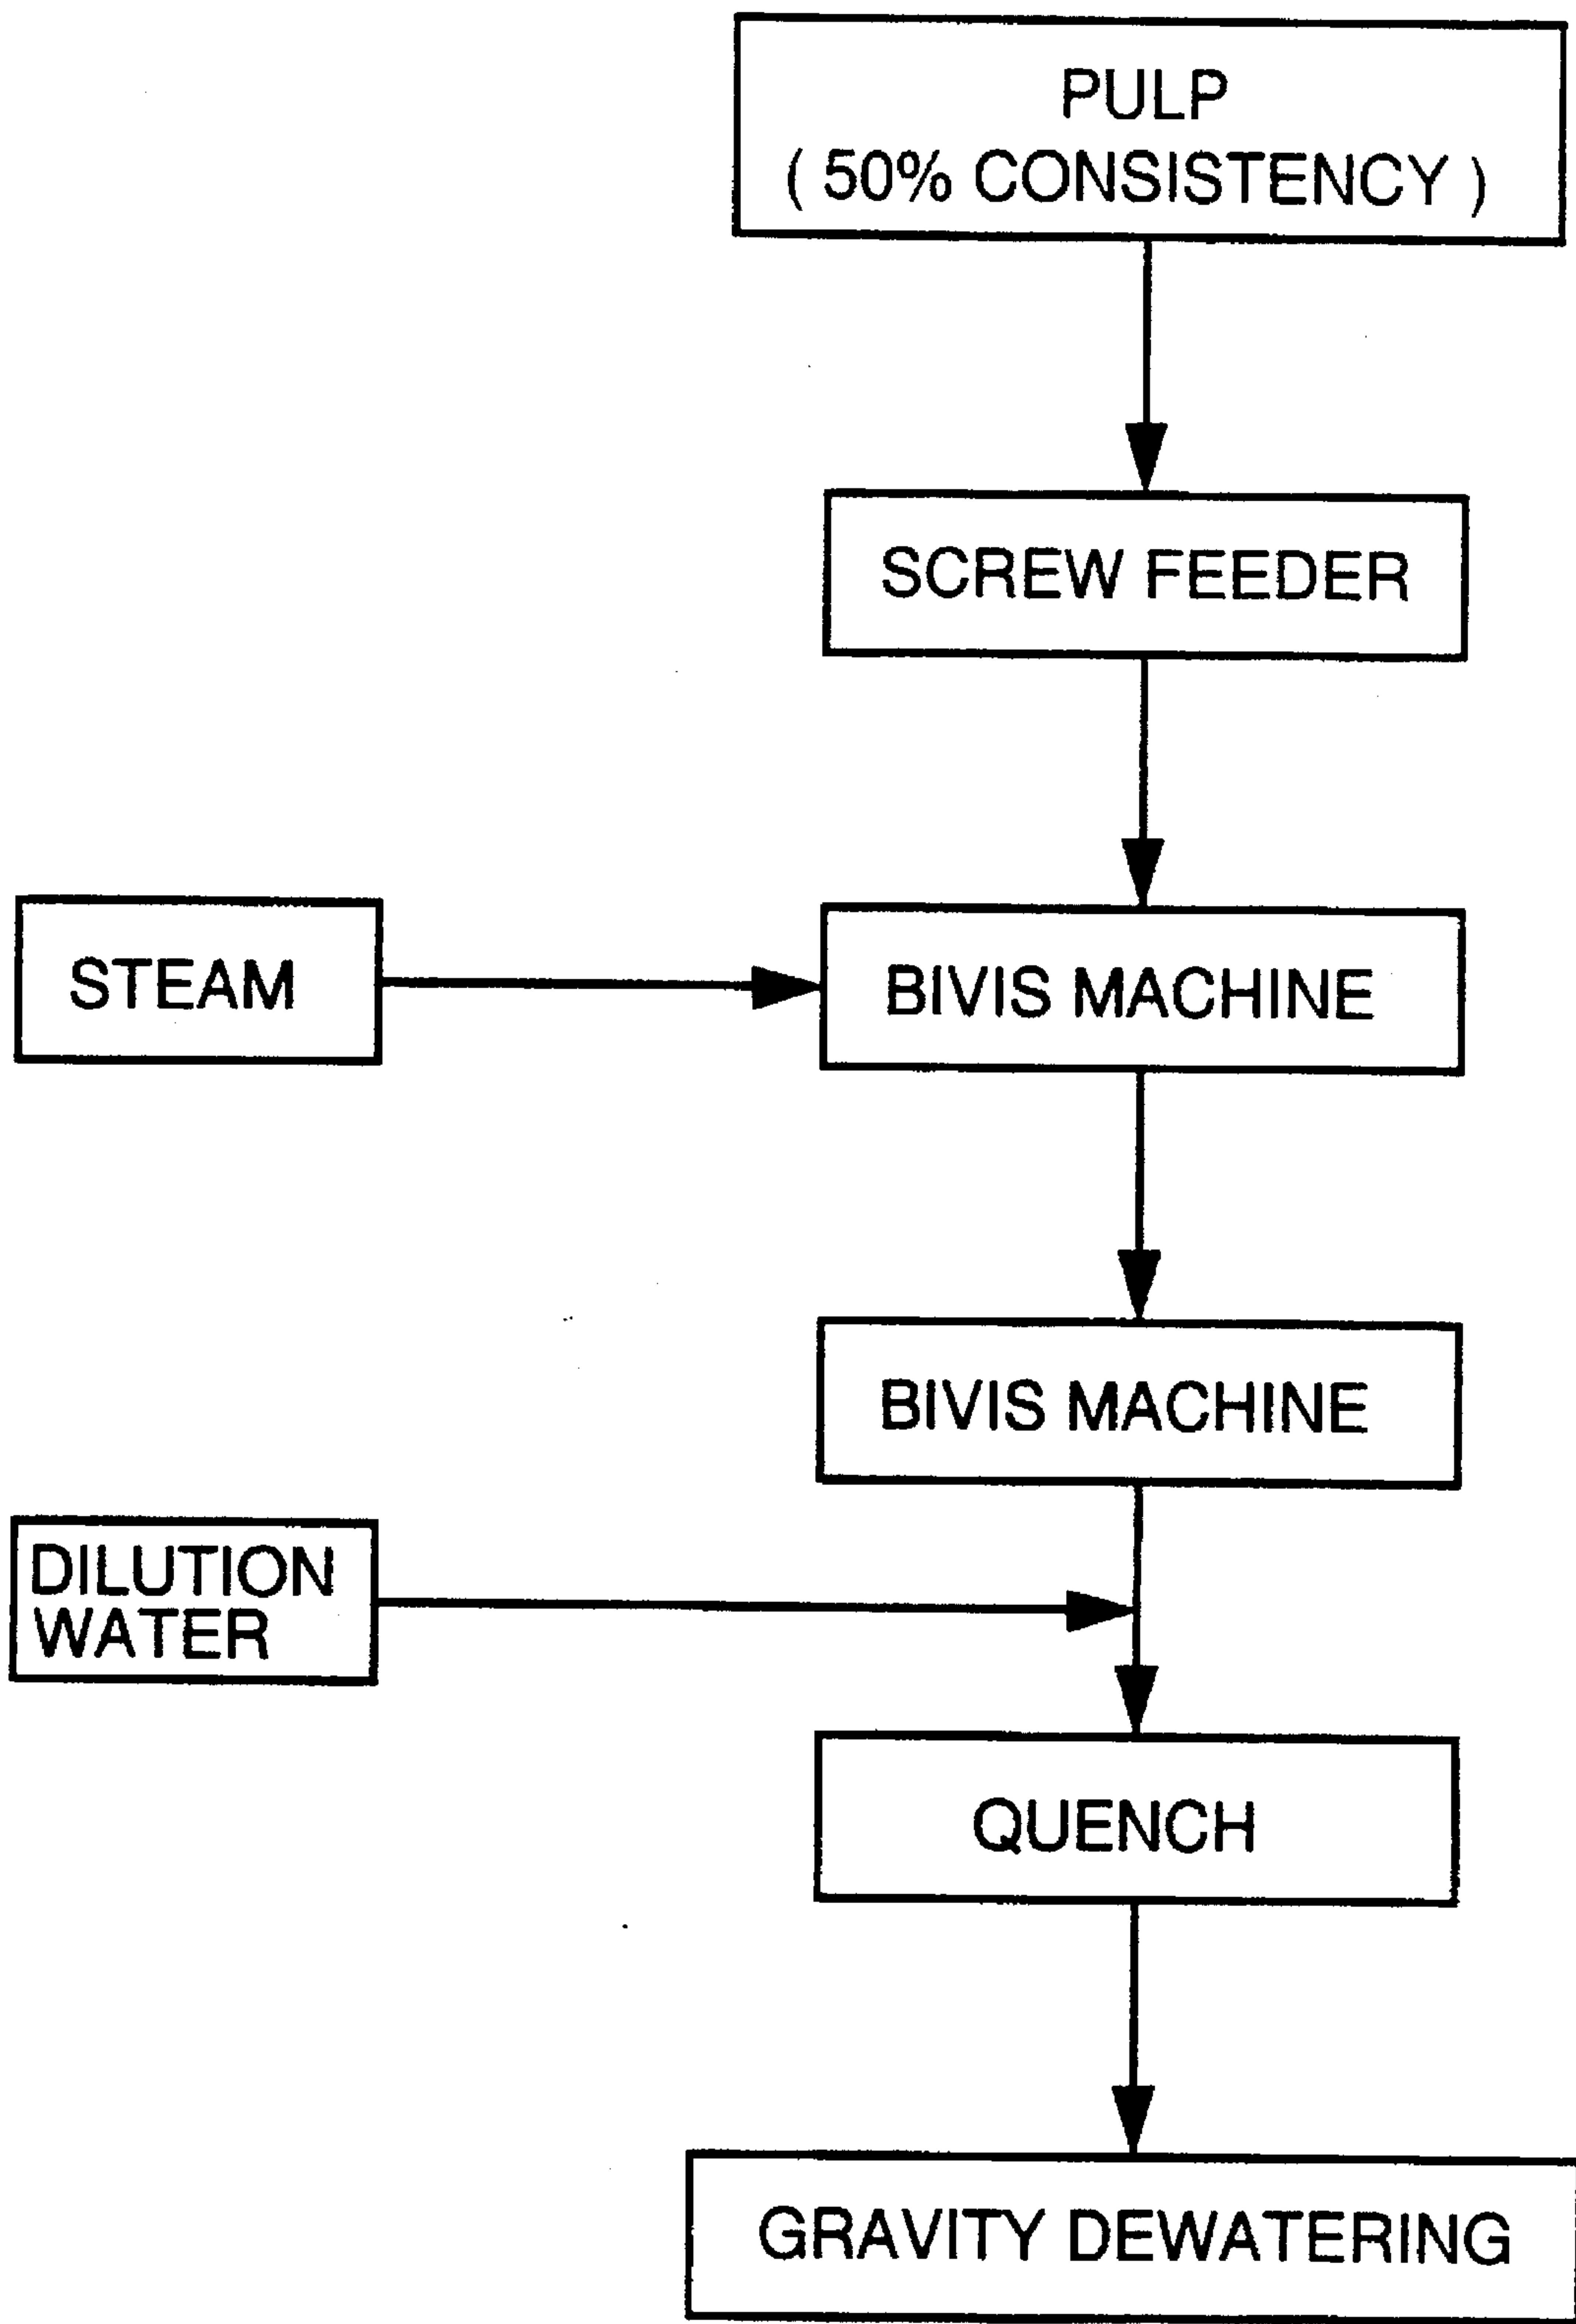 PULP
( 50% CONSISTENCY )
SCREW FEEDER
STEAM
BIVIS MACHINE
BIVIS MACHINE
DILUTION
WATER
QUENCH
GRAVITY DEWATERING